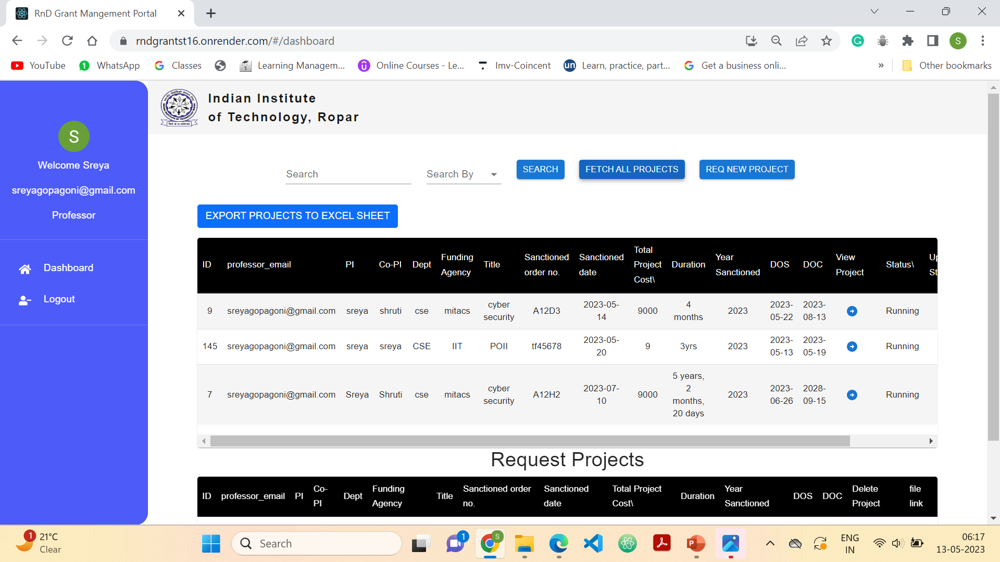 RnD Grant Mangement Portal
rndgrantst16.onrender.com/#/dashboard
S
YouTube
1
WhatsApp
Classes
Learning Managem...
Online Courses - Le...
Imv-Coincent
un
Learn, practice, part...
Get a business onli...
»
Other bookmarks
S
Welcome Sreya
sreyagopagoni@gmail.com
Professor
Dashboard
Logout
Indian Institute
of Technology, Ropar
Search
Search By
SEARCH
FETCH ALL PROJECTS
REQ NEW PROJECT
EXPORT PROJECTS TO EXCEL SHEET
ID professor_email PI Co-PI Dept Funding Agency Title Sanctioned order no. Sanctioned date Total Project Cost\ Duration Year Sanctioned DOS DOC View Project Status\
9 sreyagopagoni@gmail.com sreya shruti cse mitacs cyber security A12D3 2023-05-14 9000 4 months 2023 2023-05-22 2023-08-13 Running
145 sreyagopagoni@gmail.com sreya sreya CSE IIT POII tf45678 2023-05-20 9 3yrs 2023 2023-05-13 2023-05-19 Running
7 sreyagopagoni@gmail.com Sreya Shruti cse mitacs cyber security A12H2 2023-07-10 9000 5 years, 2 months, 20 days 2023 2023-06-26 2028-09-15 Running
Request Projects
ID professor_email PI Co-PI Dept Funding Agency Title Sanctioned order no. Sanctioned date Total Project Cost\ Duration Year Sanctioned DOS DOC Delete Project file link
1
21°C
Clear
Search
1
S
P
ENG
IN
06:17
13-05-2023